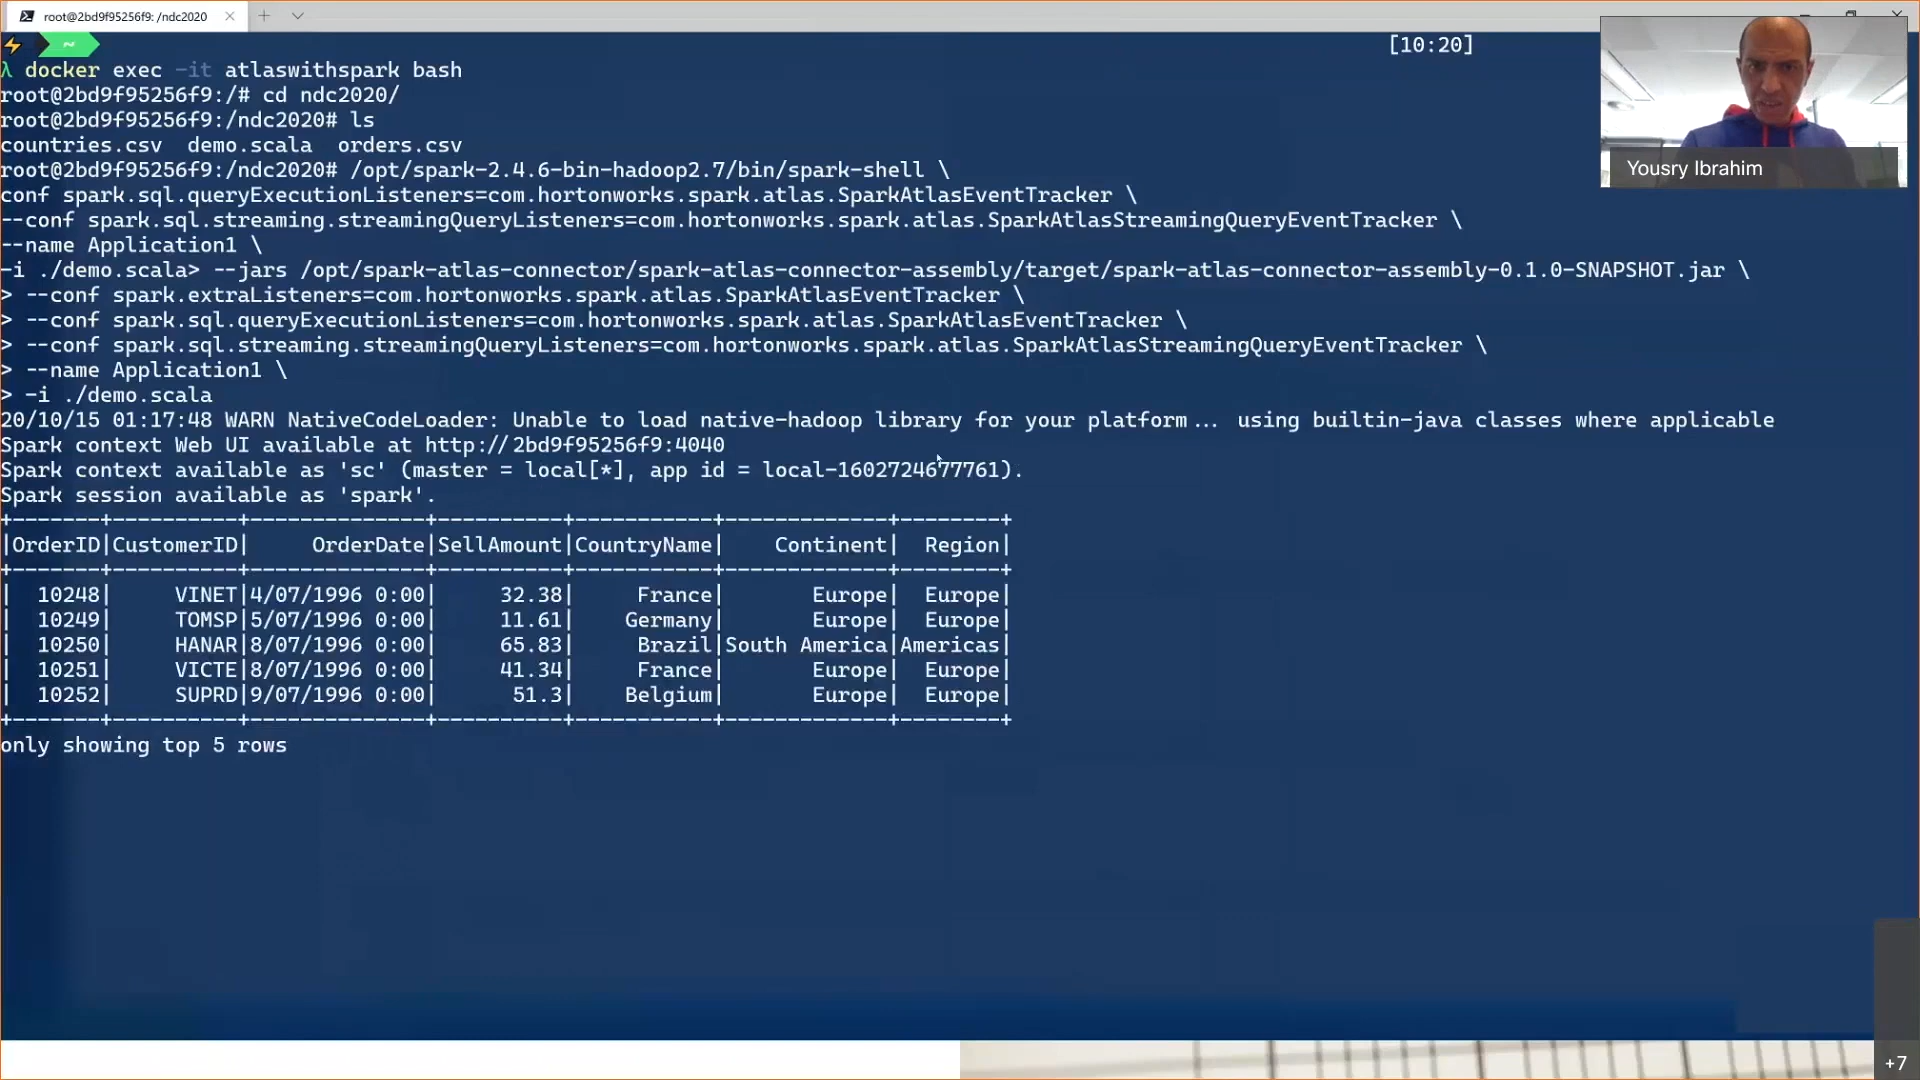 root@2bd9f95256f9: /ndc2020
~ [10:20]
λ docker exec -it atlaswithspark bash
root@2bd9f95256f9:/# cd ndc2020/
root@2bd9f95256f9:/ndc2020# ls
countries.csv  demo.scala  orders.csv
root@2bd9f95256f9:/ndc2020# /opt/spark-2.4.6-bin-hadoop2.7/bin/spark-shell \
conf spark.sql.queryExecutionListeners=com.hortonworks.spark.atlas.SparkAtlasEventTracker \
--conf spark.sql.streaming.streamingQueryListeners=com.hortonworks.spark.atlas.SparkAtlasStreamingQueryEventTracker \
--name Application1 \
-i ./demo.scala> --jars /opt/spark-atlas-connector/spark-atlas-connector-assembly/target/spark-atlas-connector-assembly-0.1.0-SNAPSHOT.jar \
> --conf spark.extraListeners=com.hortonworks.spark.atlas.SparkAtlasEventTracker \
> --conf spark.sql.queryExecutionListeners=com.hortonworks.spark.atlas.SparkAtlasEventTracker \
> --conf spark.sql.streaming.streamingQueryListeners=com.hortonworks.spark.atlas.SparkAtlasStreamingQueryEventTracker \
> --name Application1 \
> -i ./demo.scala
20/10/15 01:17:48 WARN NativeCodeLoader: Unable to load native-hadoop library for your platform... using builtin-java classes where applicable
Spark context Web UI available at http://2bd9f95256f9:4040
Spark context available as 'sc' (master = local[*], app id = local-1602724677761).
Spark session available as 'spark'.
+-------+----------+--------------+----------+-----------+-------------+--------+
|OrderID|CustomerID|     OrderDate|SellAmount|CountryName|    Continent|  Region|
+-------+----------+--------------+----------+-----------+-------------+--------+
|  10248|     VINET|4/07/1996 0:00|     32.38|     France|       Europe|  Europe|
|  10249|     TOMSP|5/07/1996 0:00|     11.61|    Germany|       Europe|  Europe|
|  10250|     HANAR|8/07/1996 0:00|     65.83|     Brazil|South America|Americas|
|  10251|     VICTE|8/07/1996 0:00|     41.34|     France|       Europe|  Europe|
|  10252|     SUPRD|9/07/1996 0:00|      51.3|    Belgium|       Europe|  Europe|
+-------+----------+--------------+----------+-----------+-------------+--------+
only showing top 5 rows
Yousry Ibrahim
+7